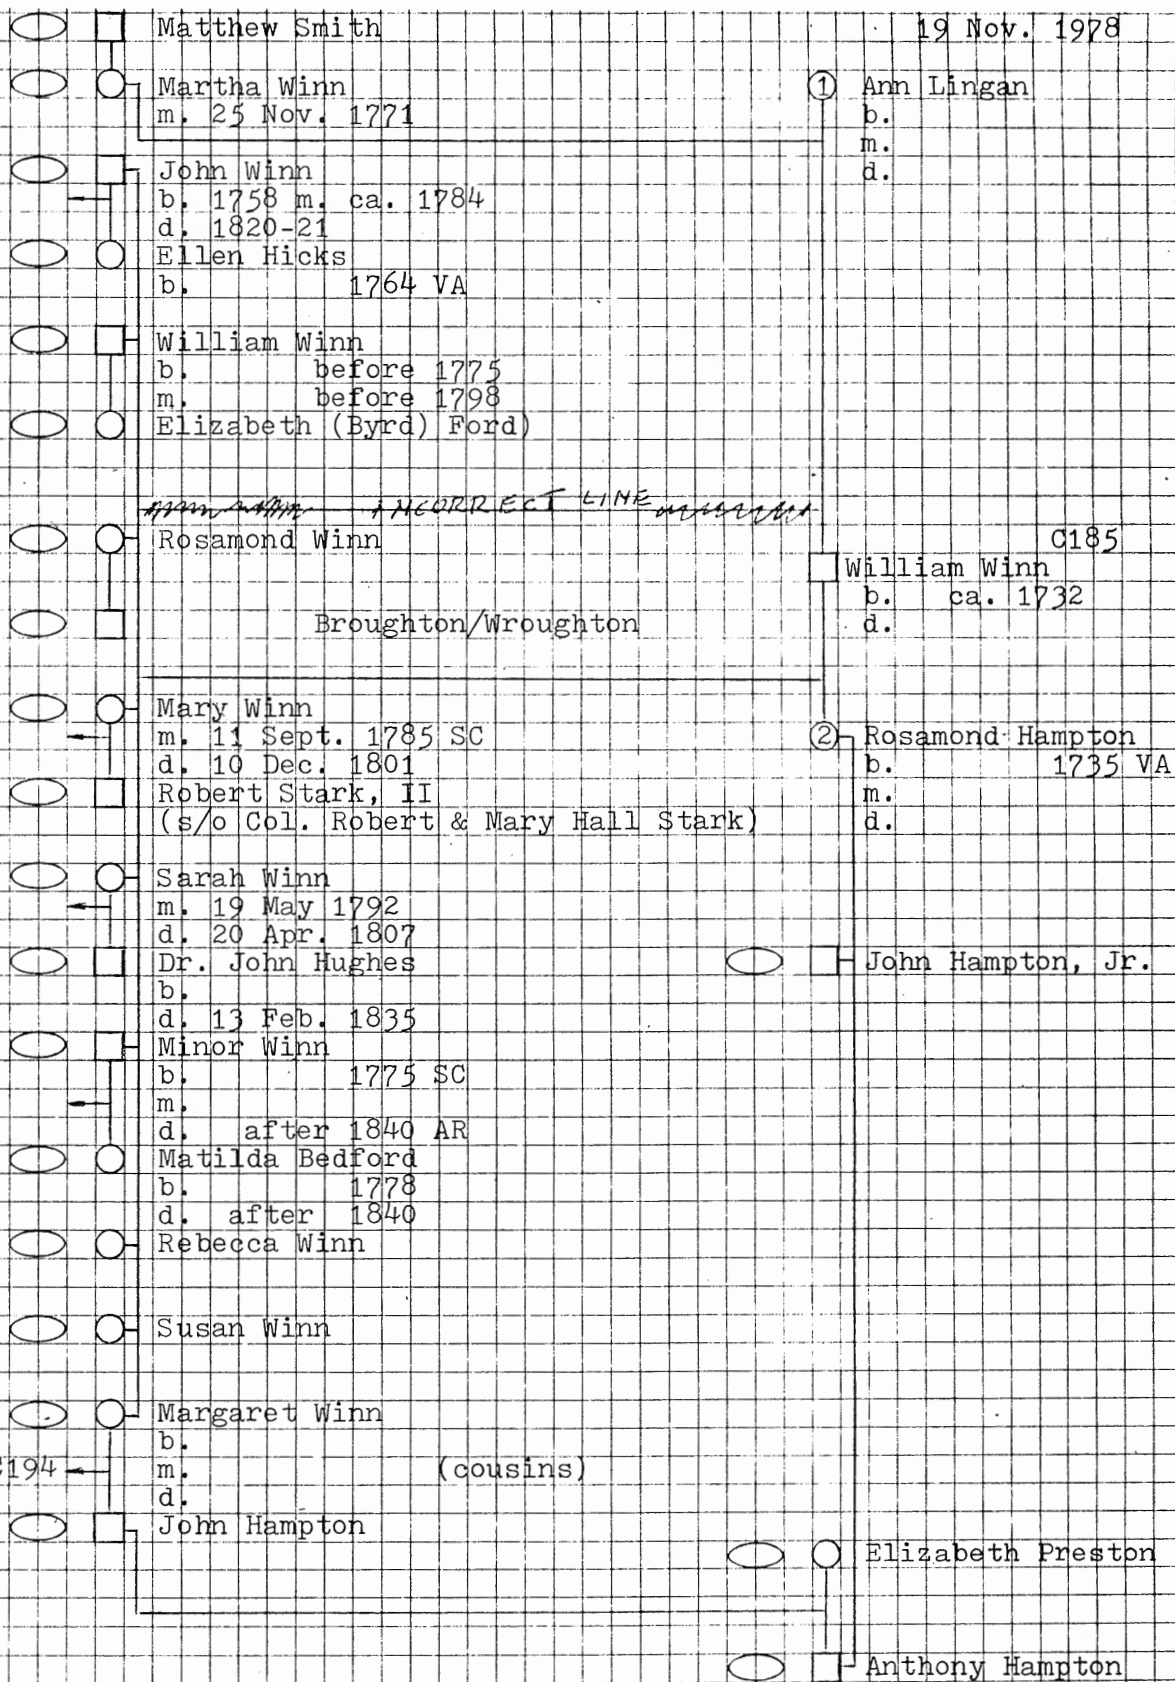 Matthew Smith
19 Nov. 1978
Martha Winn
m. 25 Nov. 1771
1 Ann Lingan
b.
m.
d.
John Winn
b. 1758 m. ca. 1784
d. 1820-21
Ellen Hicks
b. 1764 VA
William Winn
b. before 1775
m. before 1798
Elizabeth (Byrd) Ford)
INCORRECT LINE
Rosamond Winn
C185
William Winn
b. ca. 1732
d.
Broughton/Wroughton
Mary Winn
m. 11 Sept. 1785 SC
d. 10 Dec. 1801
Robert Stark, II
(s/o Col. Robert & Mary Hall Stark)
2 Rosamond Hampton
b. 1735 VA
m.
d.
Sarah Winn
m. 19 May 1792
d. 20 Apr. 1807
Dr. John Hughes
b.
d. 13 Feb. 1835
John Hampton, Jr.
Minor Winn
b. 1775 SC
m.
d. after 1840 AR
Matilda Bedford
b. 1778
d. after 1840
Rebecca Winn
Susan Winn
Margaret Winn
b.
194 m. (cousins)
d.
John Hampton
Elizabeth Preston
Anthony Hampton